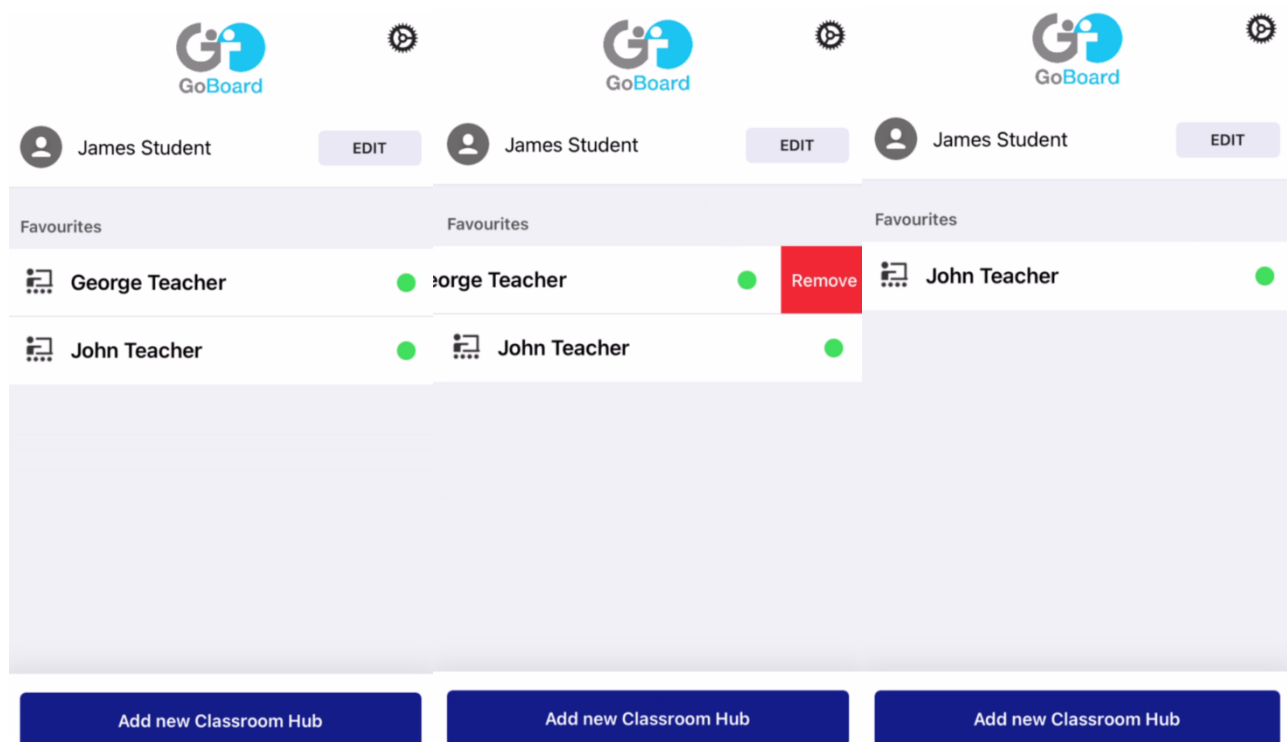 GoBoard
James Student
EDIT
Favourites
George Teacher
John Teacher
Add new Classroom Hub
GoBoard
James Student
EDIT
Favourites
eorge Teacher
Remove
John Teacher
Add new Classroom Hub
GoBoard
James Student
EDIT
Favourites
John Teacher
Add new Classroom Hub